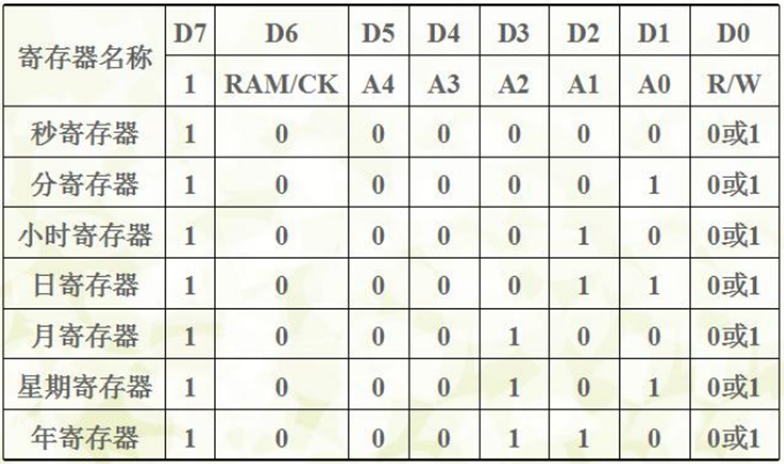 寄存器名称 D7 D6 D5 D4 D3 D2 D1 D0
1 RAM/CK A4 A3 A2 A1 A0 R/W
秒寄存器 1 0 0 0 0 0 0 0或1
分寄存器 1 0 0 0 0 0 1 0或1
小时寄存器 1 0 0 0 0 1 0 0或1
日寄存器 1 0 0 0 0 1 1 0或1
月寄存器 1 0 0 0 1 0 0 0或1
星期寄存器 1 0 0 0 1 0 1 0或1
年寄存器 1 0 0 0 1 1 0 0或1